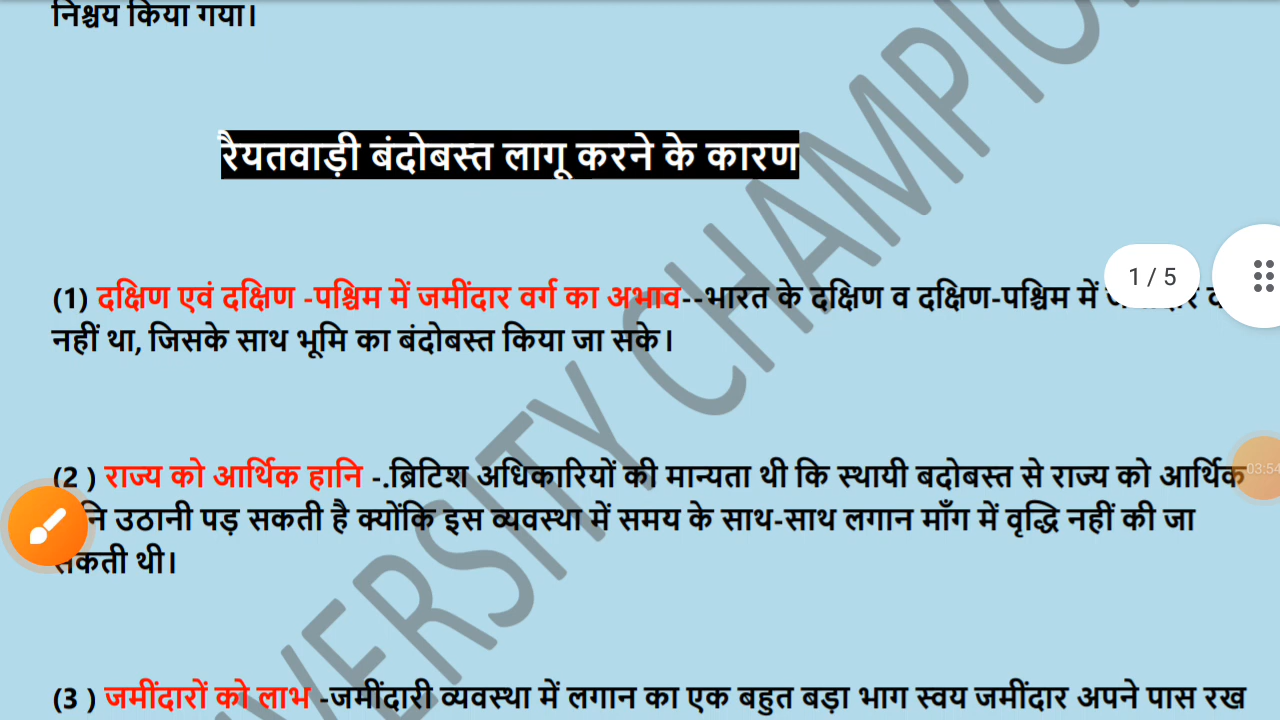 निश्चय किया गया।
रैयतवाड़ी बंदोबस्त लागू करने के कारण
(1) दक्षिण एवं दक्षिण -पश्चिम में जमींदार वर्ग का अभाव--भारत के दक्षिण व दक्षिण-पश्चिम में
1 / 5
नहीं था, जिसके साथ भूमि का बंदोबस्त किया जा सके।
(2 ) राज्य को आर्थिक हानि -.ब्रिटिश अधिकारियों की मान्यता थी कि स्थायी बदोबस्त से राज्य को आर्थिक
03:54
उठानी पड़ सकती है क्योंकि इस व्यवस्था में समय के साथ-साथ लगान माँग में वृद्धि नहीं की जा
सकती थी।
(3 ) जमींदारों को लाभ -जमींदारी व्यवस्था में लगान का एक बहुत बड़ा भाग स्वय जमींदार अपने पास रख